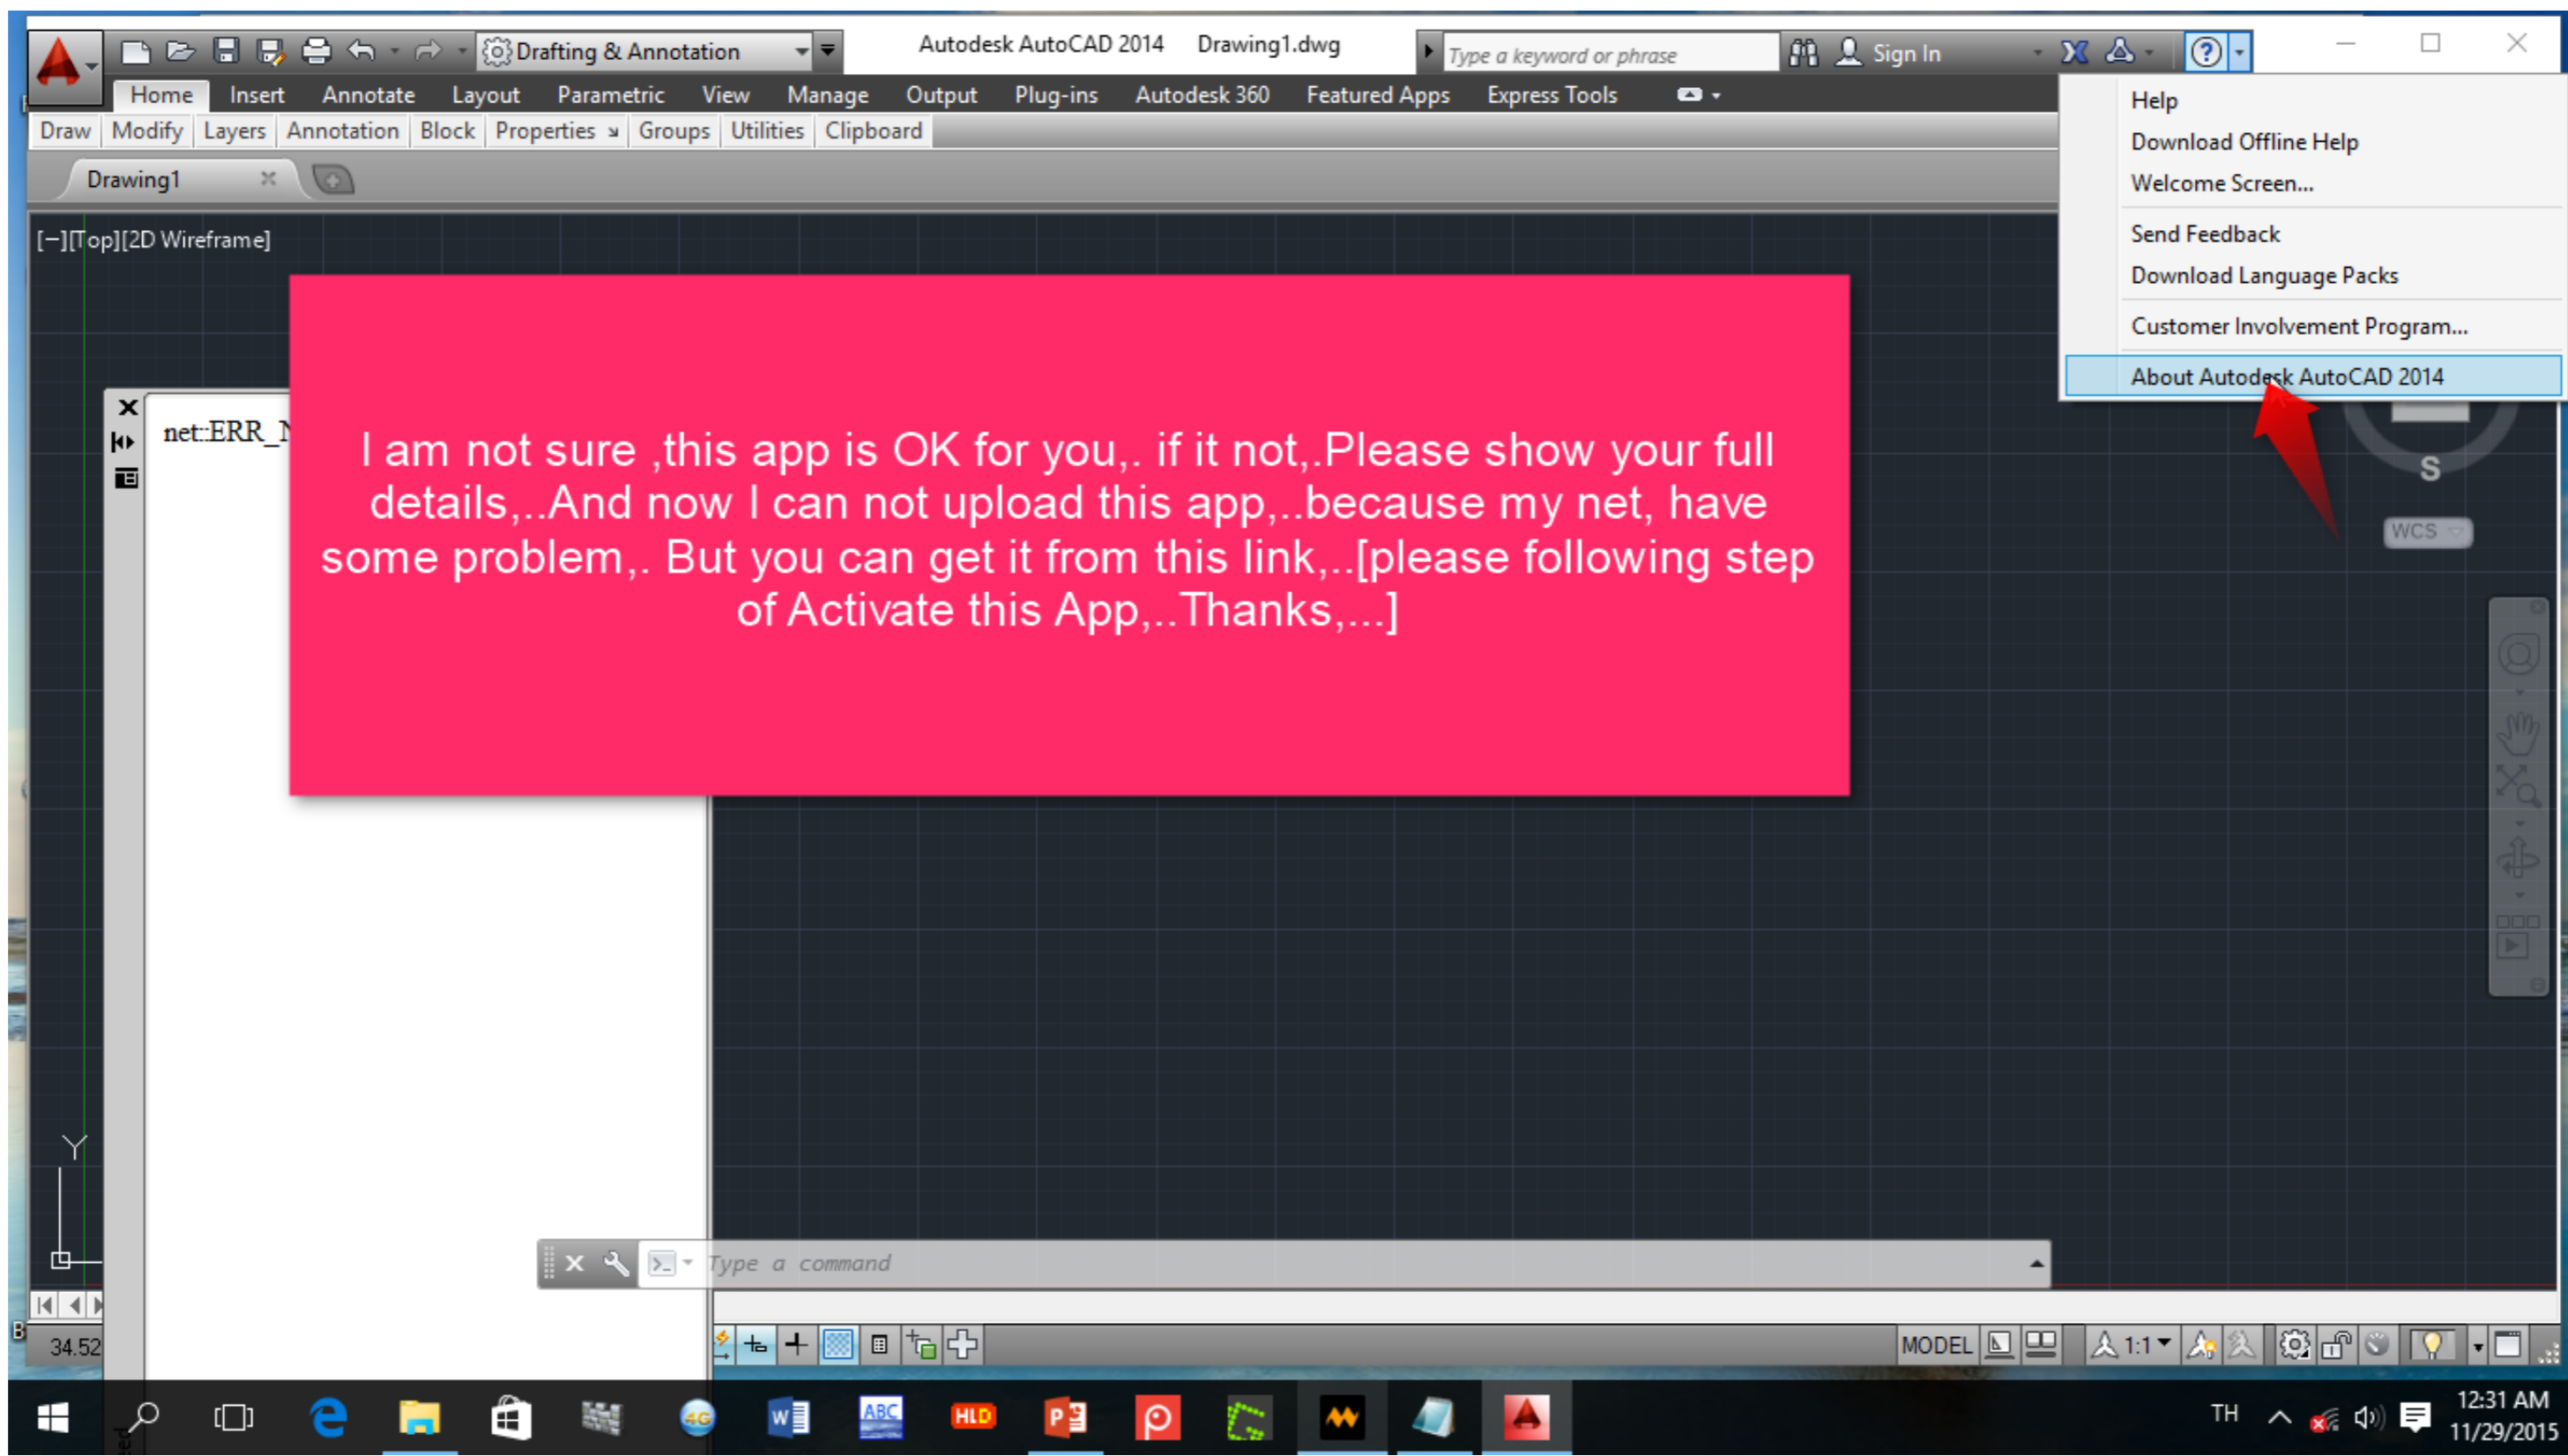 Drafting & Annotation
Autodesk AutoCAD 2014 Drawing1.dwg
Type a keyword or phrase
Sign In
Home Insert Annotate Layout Parametric View Manage Output Plug-ins Autodesk 360 Featured Apps Express Tools
Draw Modify Layers Annotation Block Properties Groups Utilities Clipboard
Drawing1
Help
Download Offline Help
Welcome Screen...
Send Feedback
Download Language Packs
Customer Involvement Program...
About Autodesk AutoCAD 2014
[−][Top][2D Wireframe]
net::ERR_N
I am not sure ,this app is OK for you,. if it not,.Please show your full
details,..And now I can not upload this app,..because my net, have
some problem,. But you can get it from this link,..[please following step
of Activate this App,..Thanks,...]
S
WCS
Y
Type a command
B
34.52
MODEL
1:1
4G
ABC
HLD
TH
12:31 AM
11/29/2015